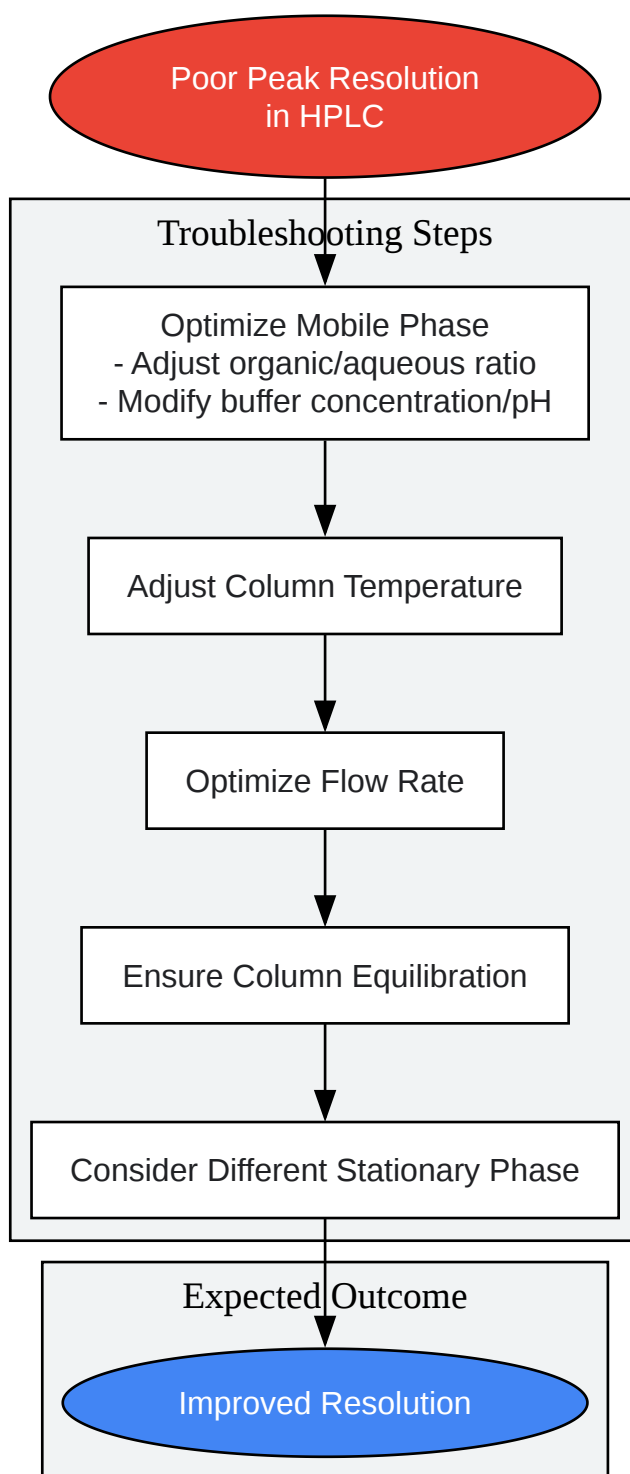 Poor Peak Resolution
in HPLC
Troubleshooting Steps
Optimize Mobile Phase
- Adjust organic/aqueous ratio
- Modify buffer concentration/pH
Adjust Column Temperature
Optimize Flow Rate
Ensure Column Equilibration
Consider Different Stationary Phase
Expected Outcome
Improved Resolution